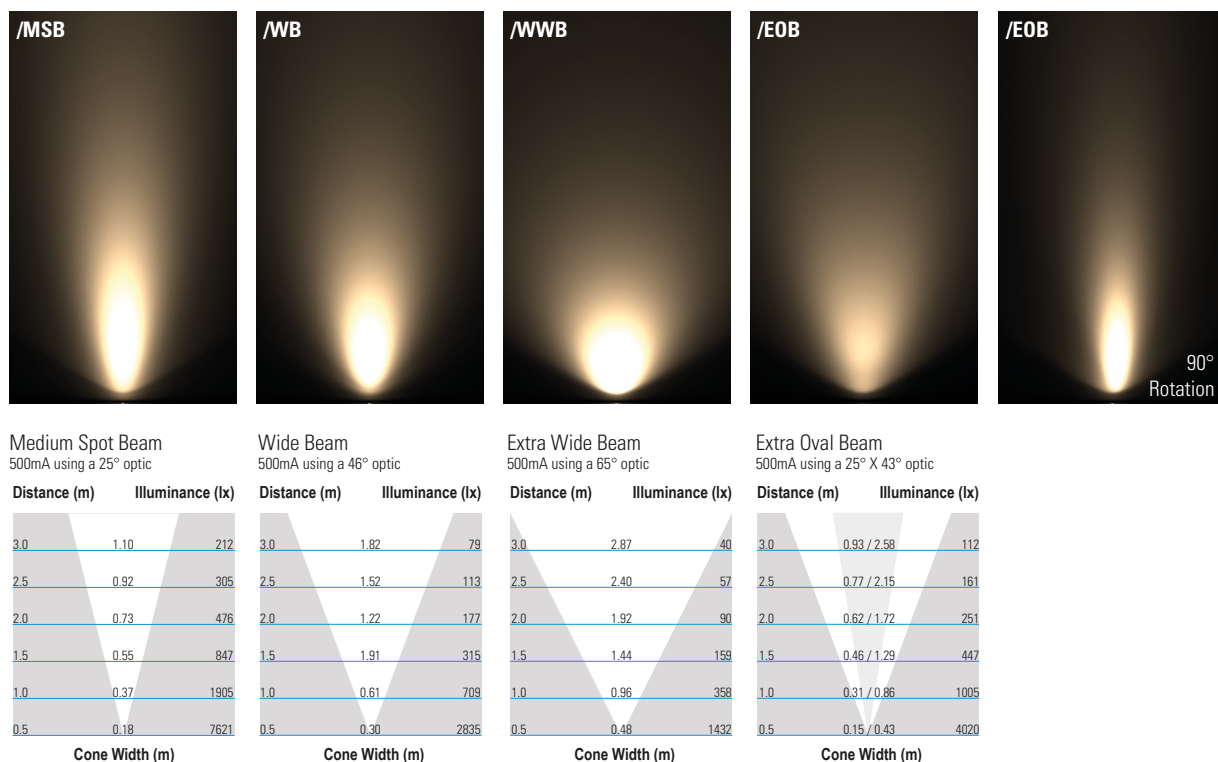 /MSB
/WB
/WWB
/EOB
/EOB
90°
Rotation
Medium Spot Beam
500mA using a 25° optic
Distance (m) Illuminance (lx)
3.0 1.10 212
2.5 0.92 305
2.0 0.73 476
1.5 0.55 847
1.0 0.37 1905
0.5 0.18 7621
Cone Width (m)
Wide Beam
500mA using a 46° optic
Distance (m) Illuminance (lx)
3.0 1.82 79
2.5 1.52 113
2.0 1.22 177
1.5 1.91 315
1.0 0.61 709
0.5 0.30 2835
Cone Width (m)
Extra Wide Beam
500mA using a 65° optic
Distance (m) Illuminance (lx)
3.0 2.87 40
2.5 2.40 57
2.0 1.92 90
1.5 1.44 159
1.0 0.96 358
0.5 0.48 1432
Cone Width (m)
Extra Oval Beam
500mA using a 25° X 43° optic
Distance (m) Illuminance (lx)
3.0 0.93 / 2.58 112
2.5 0.77 / 2.15 161
2.0 0.62 / 1.72 251
1.5 0.46 / 1.29 447
1.0 0.31 / 0.86 1005
0.5 0.15 / 0.43 4020
Cone Width (m)